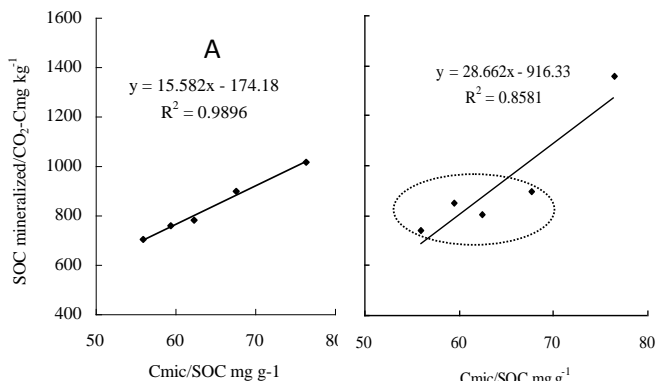 SOC mineralized/CO₂-Cmg kg⁻¹
1600
1400
1200
1000
800
600
400
A
y = 15.582x - 174.18
R² = 0.9896
50
60
70
Cmic/SOC mg g-1
y = 28.662x - 916.33
R² = 0.8581
50
60
70
80
Cmic/SOC mg g⁻¹